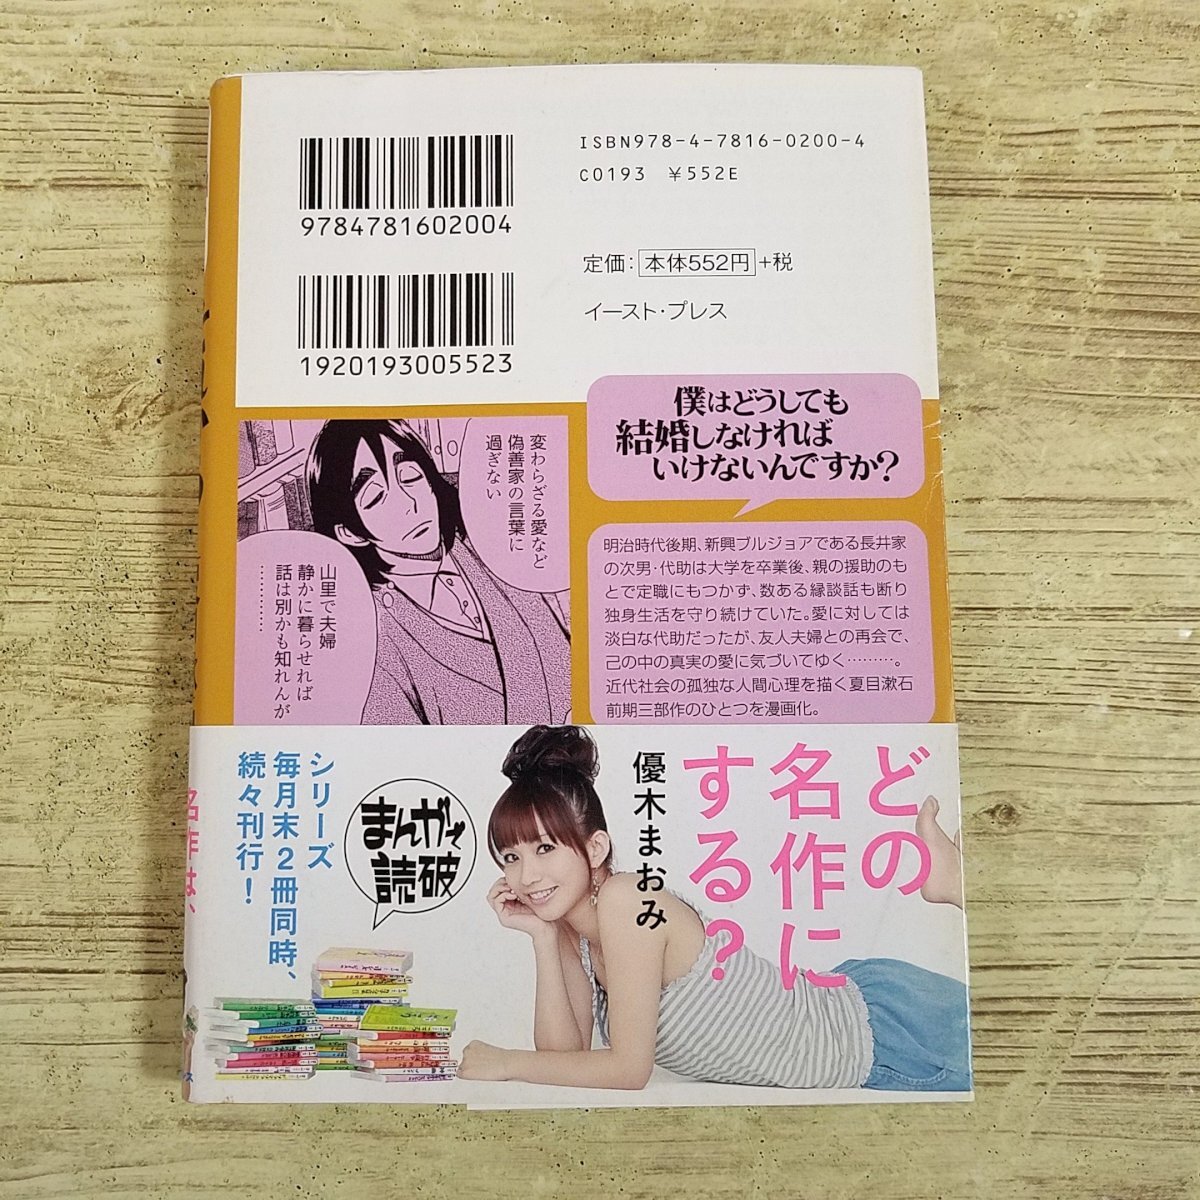 ISBN978-4-7816-0200-4
C0193 ¥552E
9784781602004
定価：本体552円+税
1920193005523
イースト・プレス
僕はどうしても
結婚しなければ
いけないんですか？
変わらざる愛など
偽善家の言葉に
過ぎない
山里で夫婦
静かに暮らせれば
話は別かも知れんが
…………
明治時代後期、新興ブルジョアである長井家
の次男・代助は大学を卒業後、親の援助のも
とで定職にもつかず、数ある縁談話も断り
独身生活を守り続けていた。愛に対しては
淡白な代助だったが、友人夫婦との再会で、
己の中の真実の愛に気づいてゆく………。
近代社会の孤独な人間心理を描く夏目漱石
前期三部作のひとつを漫画化。
どの
名作に
する？
優木まおみ
まんがで
読破
シリーズ
毎月末2冊同時、
続々刊行！
名作は、